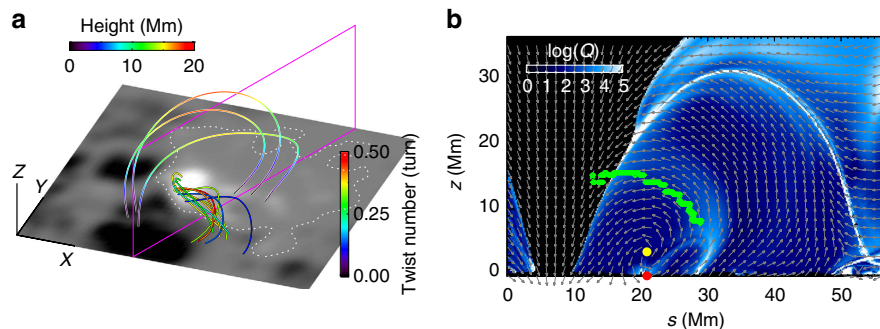 a
Height (Mm)
0 10 20
Z
Y
X
Twist number (turn)
0.50
0.25
0.00
b
log(Q)
0 1 2 3 4 5
z (Mm)
30
20
10
0
0 10 20 30 40 50
s (Mm)